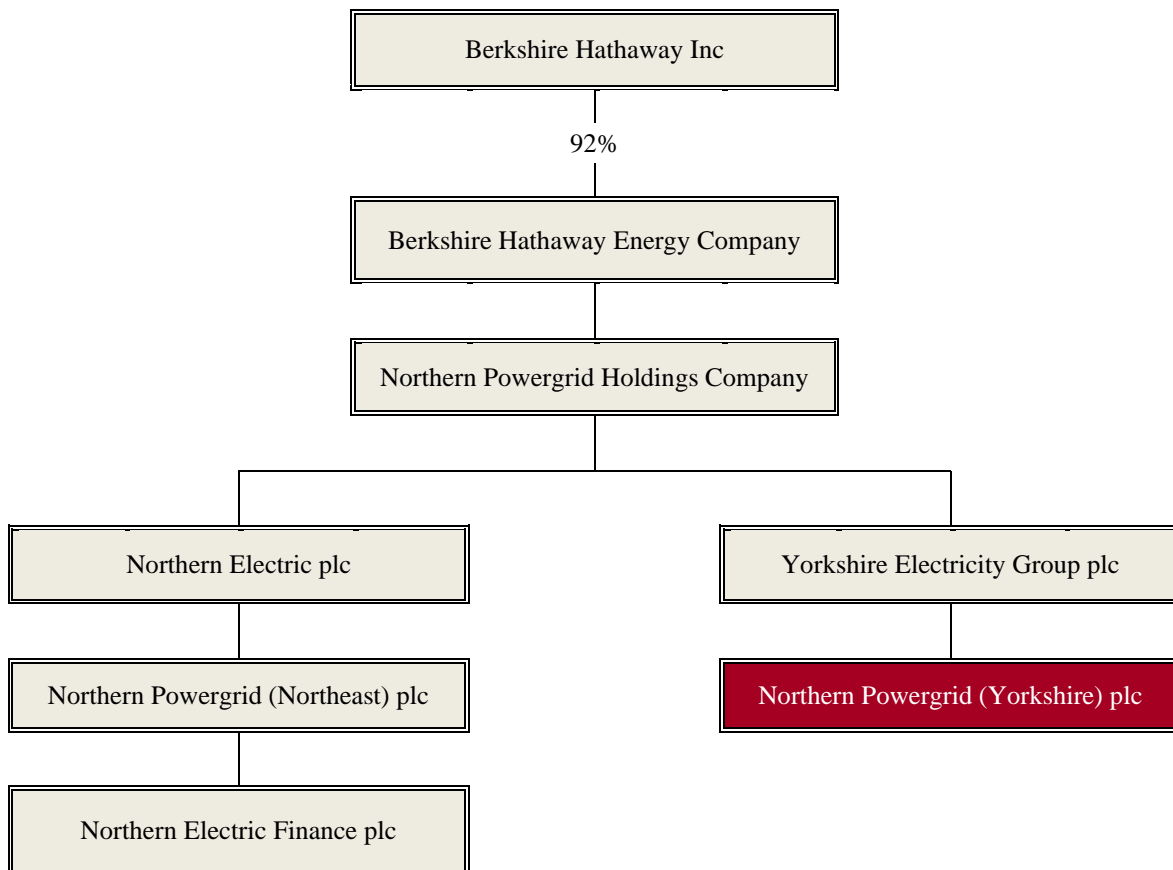 Berkshire Hathaway Inc
92%
Berkshire Hathaway Energy Company
Northern Powergrid Holdings Company
Northern Electric plc
Yorkshire Electricity Group plc
Northern Powergrid (Northeast) plc
Northern Powergrid (Yorkshire) plc
Northern Electric Finance plc